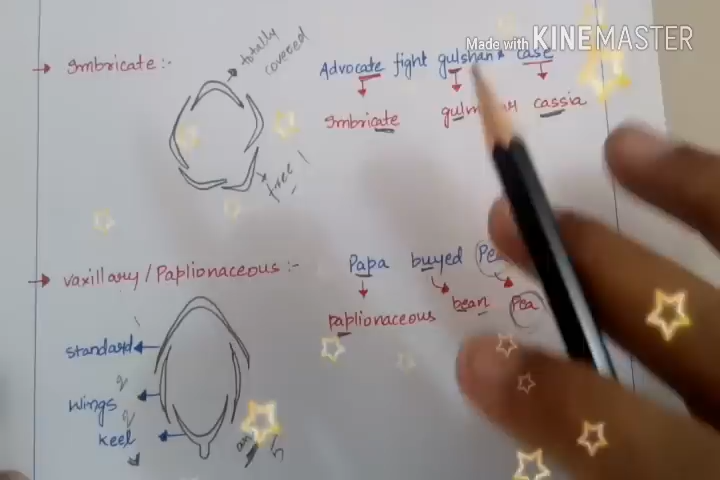 Made with KINEMASTER
Imbricate :-
totally
covered
free
Advocate fight gulshan's case
Imbricate cassia
vaxillary/Paplionaceous :-
Papa buyed
paplionaceous bean Pea
standard
wings
keel